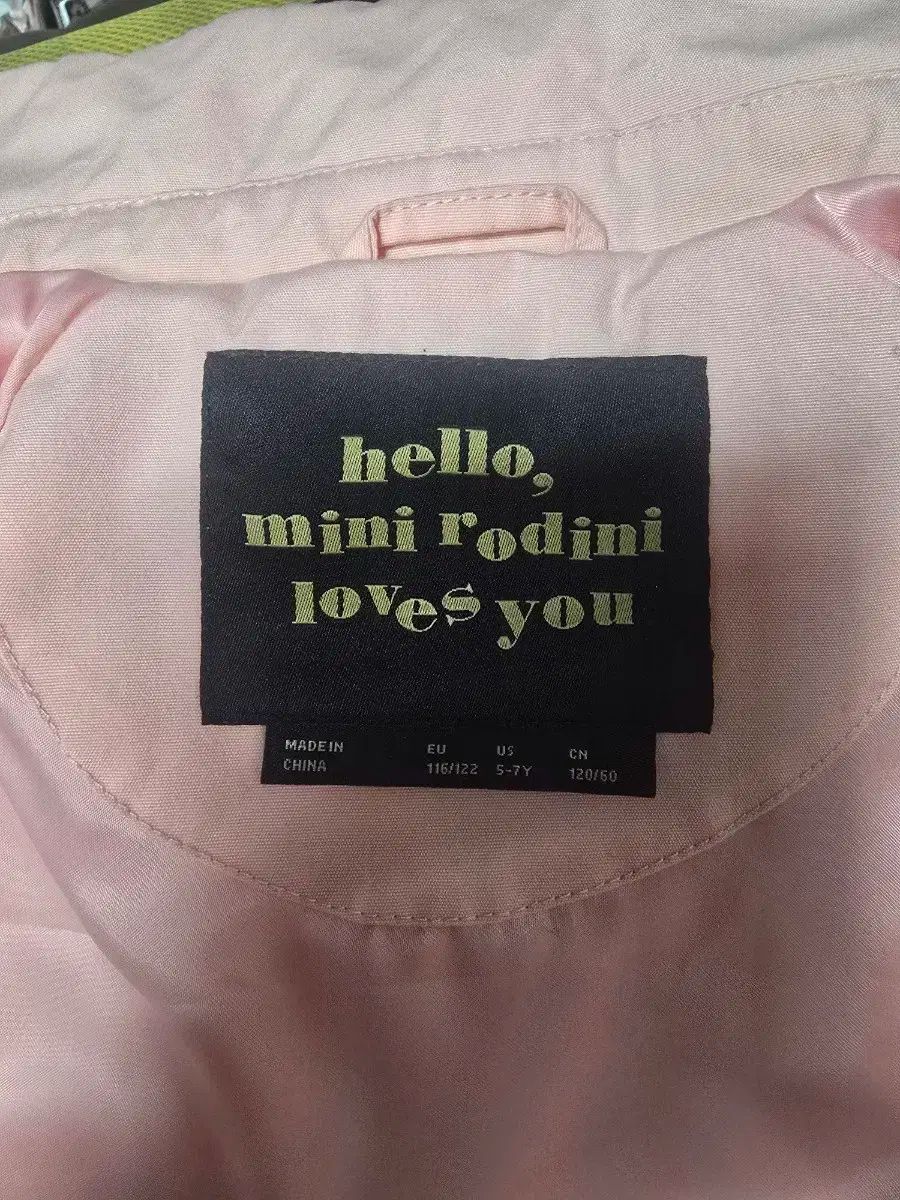 hello,
mini rodini
loves you
MADE IN EU US CN
CHINA 116/122 5-7Y 120/60